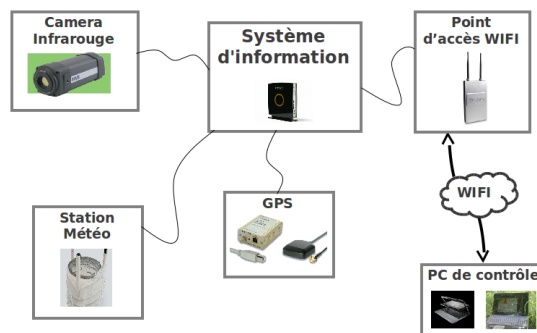 Camera
Infrarouge
Système
d'information
Point
d’accès WIFI
WIFI
GPS
Station
Météo
PC de contrôle